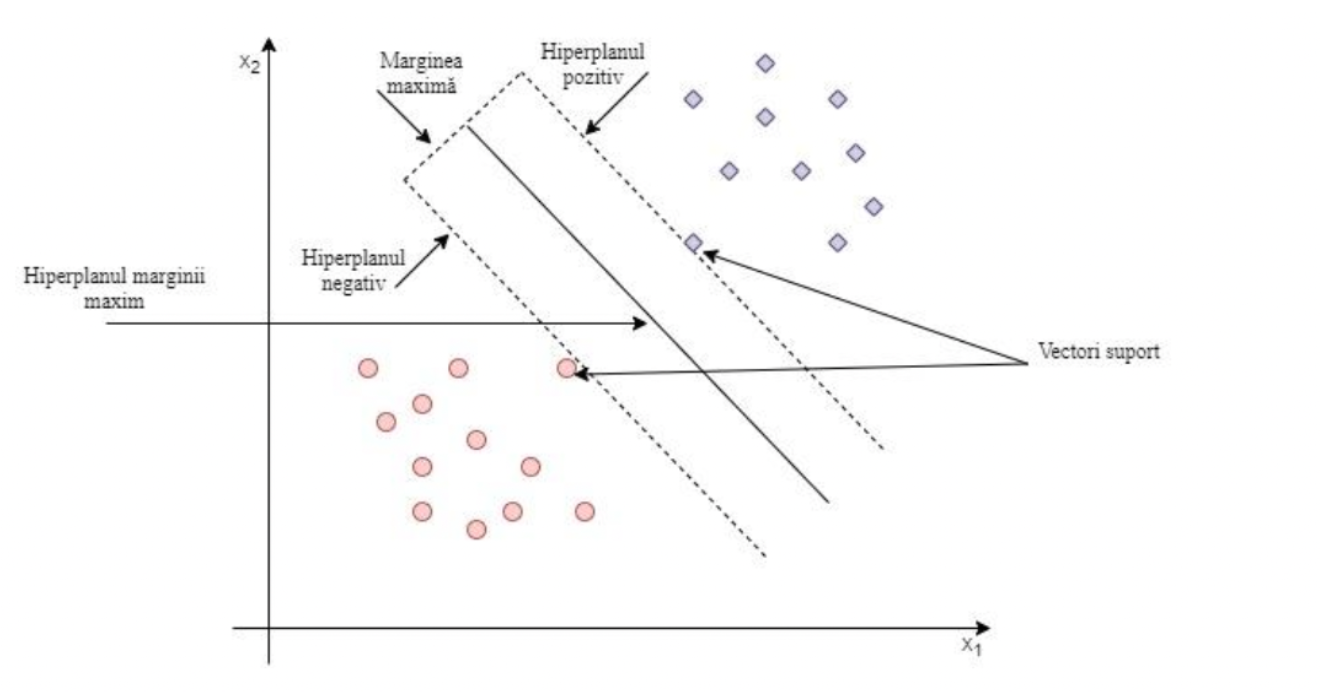 x2
Marginea
maximă
Hiperplanul
pozitiv
Hiperplanul
negativ
Hiperplanul marginii
maxim
Vectori suport
x1